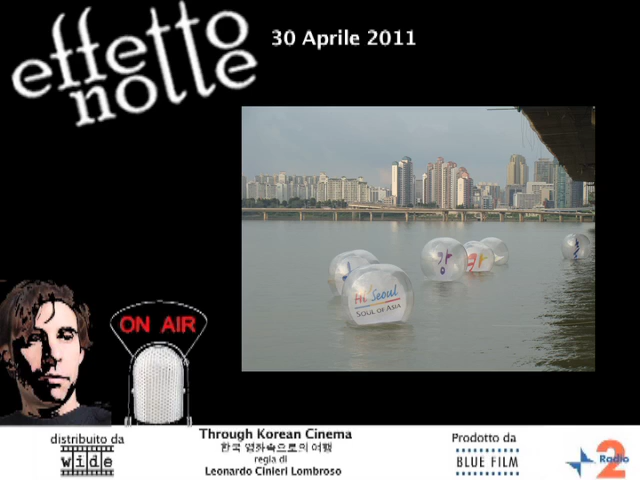 effetto
notte
30 Aprile 2011
강
Hi Seoul
SOUL OF ASIA
ON AIR
distribuito da
wide
Through Korean Cinema
한국 영화속으로의 여행
regia di
Leonardo Cinieri Lombroso
Prodotto da
BLUE FILM
Radio 2